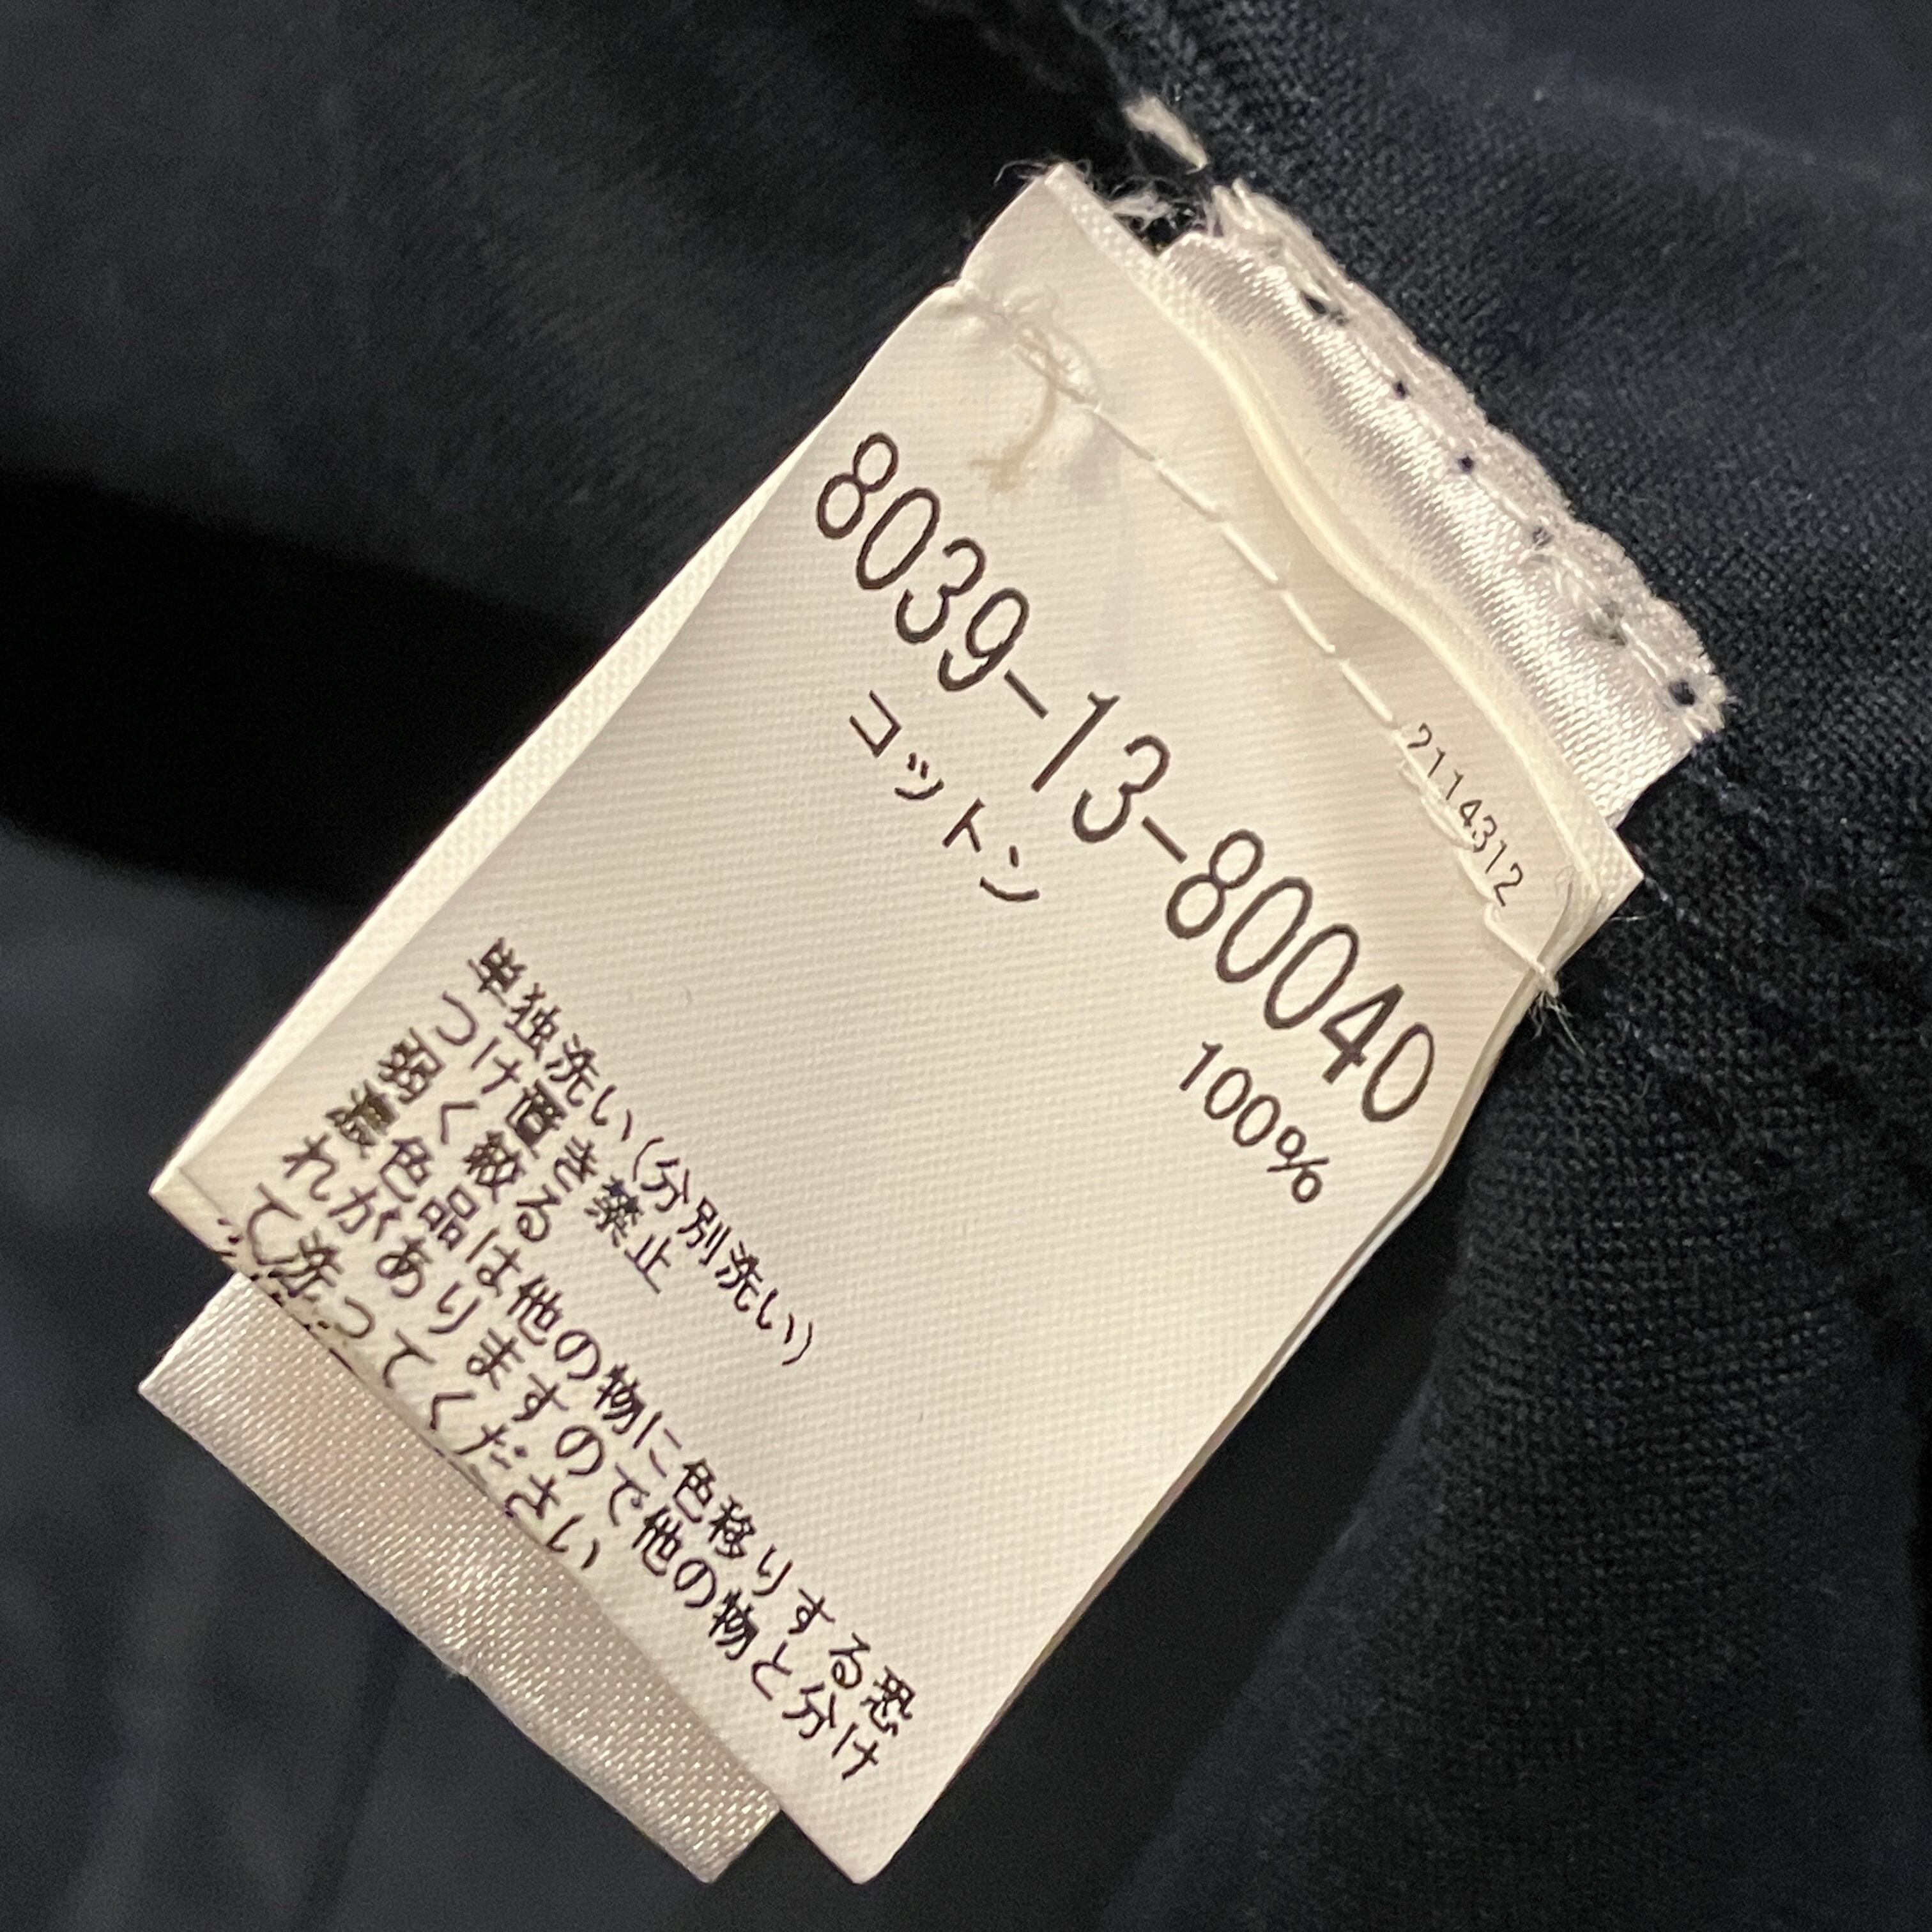 2114312
8039-13-80040
コットン 100%
単独洗い(分別洗い)
つけ置き禁止
弱く絞る
濃色品は他の物に色移りする恐
れがありますので他の物と分け
て洗ってください